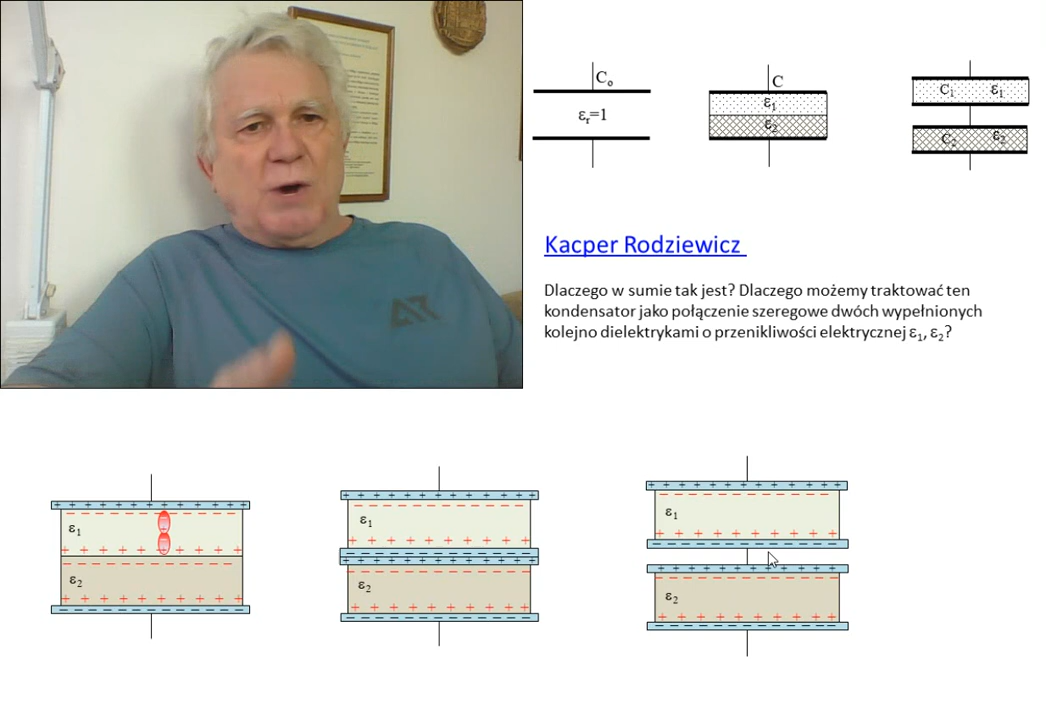 C₀
εᵣ=1
C
ε₁
ε₂
C₁ ε₁
C₂ ε₂
Kacper Rodziewicz
Dlaczego w sumie tak jest? Dlaczego możemy traktować ten
kondensator jako połączenie szeregowe dwóch wypełnionych
kolejno dielektrykami o przenikliwości elektrycznej ε₁, ε₂?
ε₁
ε₂
ε₁
ε₂
ε₁
ε₂